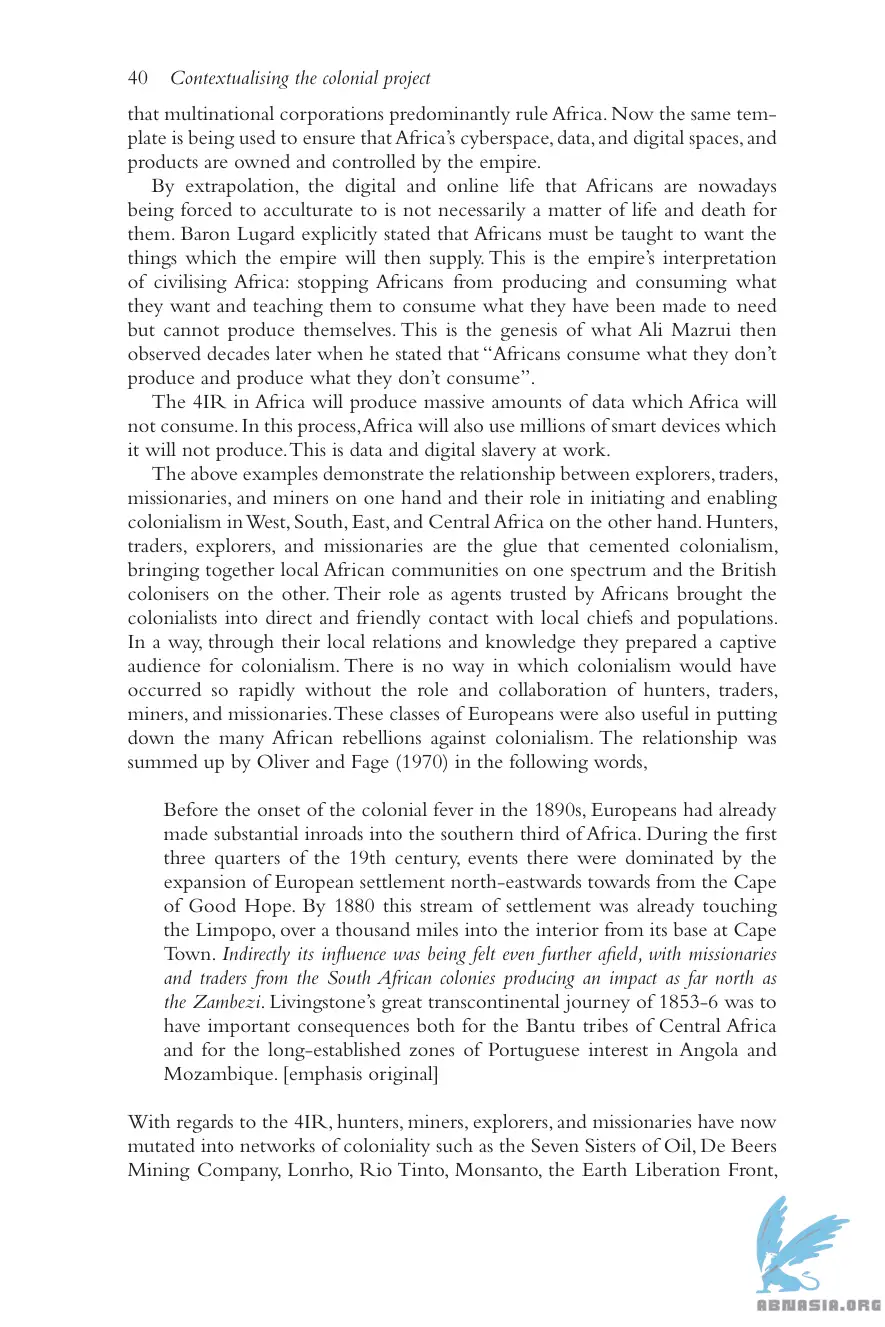 40 Contextualising the colonial project
that multinational corporations predominantly rule Africa. Now the same tem-
plate is being used to ensure that Africa's cyberspace, data, and digital spaces, and
products are owned and controlled by the empire.
By extrapolation, the digital and online life that Africans are nowadays
being forced to acculturate to is not necessarily a matter of life and death for
them. Baron Lugard explicitly stated that Africans must be taught to want the
things which the empire will then supply. This is the empire's interpretation
of civilising Africa: stopping Africans from producing and consuming what
they want and teaching them to consume what they have been made to need
but cannot produce themselves. This is the genesis of what Ali Mazrui then
observed decades later when he stated that “Africans consume what they don't
produce and produce what they don't consume”.
The 4IR in Africa will produce massive amounts of data which Africa will
not consume. In this process, Africa will also use millions of smart devices which
it will not produce. This is data and digital slavery at work.
The above examples demonstrate the relationship between explorers, traders,
missionaries, and miners on one hand and their role in initiating and enabling
colonialism in West, South, East, and Central Africa on the other hand. Hunters,
traders, explorers, and missionaries are the glue that cemented colonialism,
bringing together local African communities on one spectrum and the British
colonisers on the other. Their role as agents trusted by Africans brought the
colonialists into direct and friendly contact with local chiefs and populations.
In a way, through their local relations and knowledge they prepared a captive
audience for colonialism. There is no way in which colonialism would have
occurred so rapidly without the role and collaboration of hunters, traders,
miners, and missionaries. These classes of Europeans were also useful in putting
down the many African rebellions against colonialism. The relationship was
summed up by Oliver and Fage (1970) in the following words,
Before the onset of the colonial fever in the 1890s, Europeans had already
made substantial inroads into the southern third of Africa. During the first
three quarters of the 19th century, events there were dominated by the
expansion of European settlement north-eastwards towards from the Cape
of Good Hope. By 1880 this stream of settlement was already touching
the Limpopo, over a thousand miles into the interior from its base at Cape
Town. Indirectly its influence was being felt even further afield, with missionaries
and traders from the South African colonies producing an impact as far north as
the Zambezi. Livingstone's great transcontinental journey of 1853-6 was to
have important consequences both for the Bantu tribes of Central Africa
and for the long-established zones of Portuguese interest in Angola and
Mozambique. [emphasis original]
With regards to the 4IR, hunters, miners, explorers, and missionaries have now
mutated into networks of coloniality such as the Seven Sisters of Oil, De Beers
Mining Company, Lonrho, Rio Tinto, Monsanto, the Earth Liberation Front,
ABNASIA.ORG